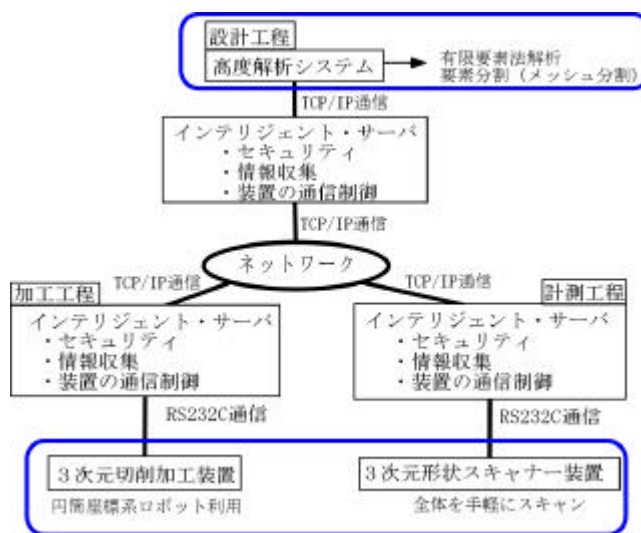 設計工程
高度解析システム
有限要素法解析
要素分割(メッシュ分割)
TCP/IP通信
インテリジェント・サーバ
・セキュリティ
・情報収集
・装置の通信制御
TCP/IP通信
ネットワーク
TCP/IP通信
TCP/IP通信
加工工程
インテリジェント・サーバ
・セキュリティ
・情報収集
・装置の通信制御
計測工程
インテリジェント・サーバ
・セキュリティ
・情報収集
・装置の通信制御
RS232C通信
RS232C通信
3次元切削加工装置
円筒座標系ロボット利用
3次元形状スキャナー装置
全体を手軽にスキャン